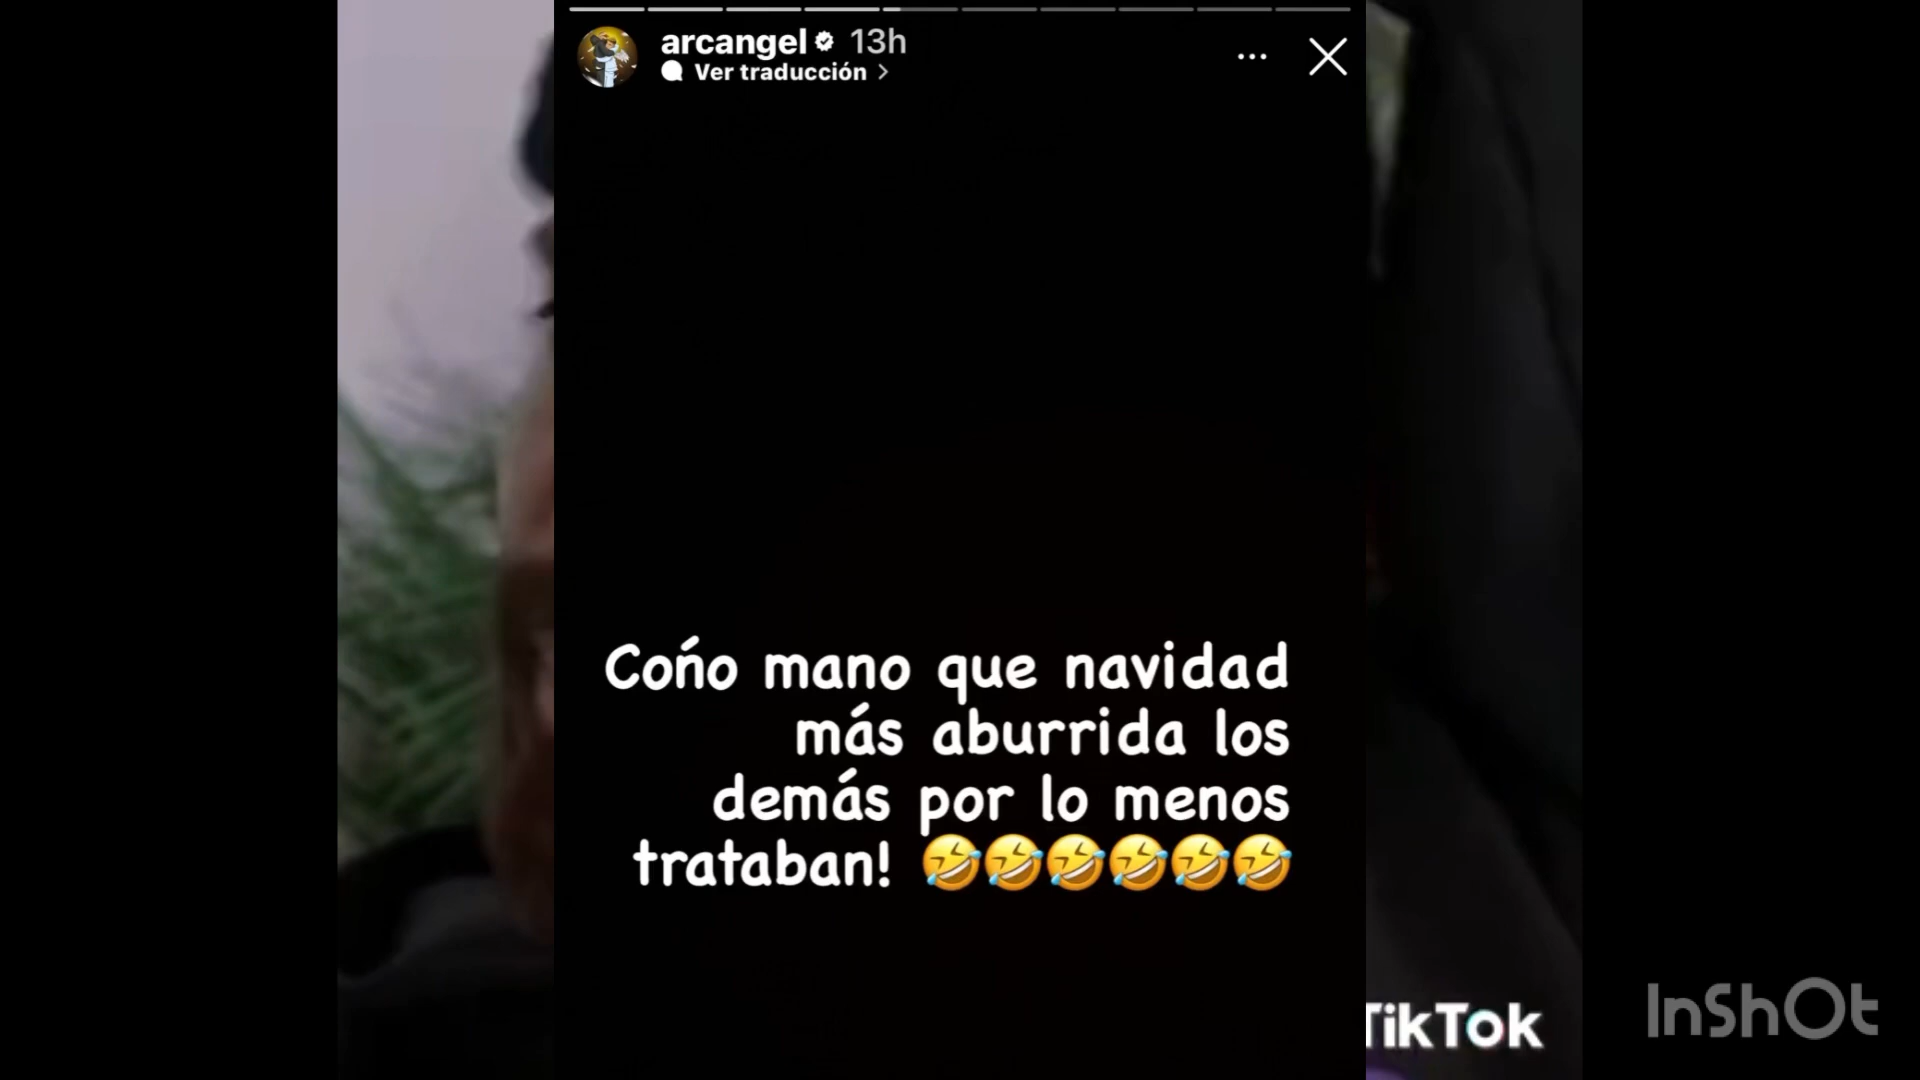 arcangel 13h
Ver traducción
Coño mano que navidad
más aburrida los
demás por lo menos
trataban! 🤣🤣🤣🤣🤣🤣
TikTok
InShOt